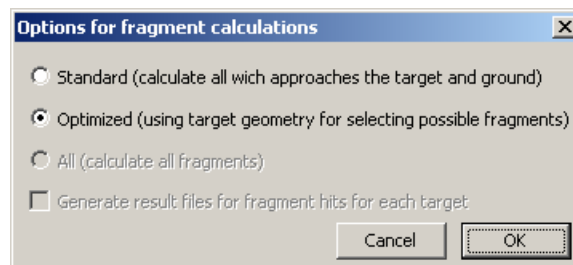 Options for fragment calculations
Standard (calculate all wich approaches the target and ground)
Optimized (using target geometry for selecting possible fragments)
All (calculate all fragments)
Generate result files for fragment hits for each target
Cancel OK